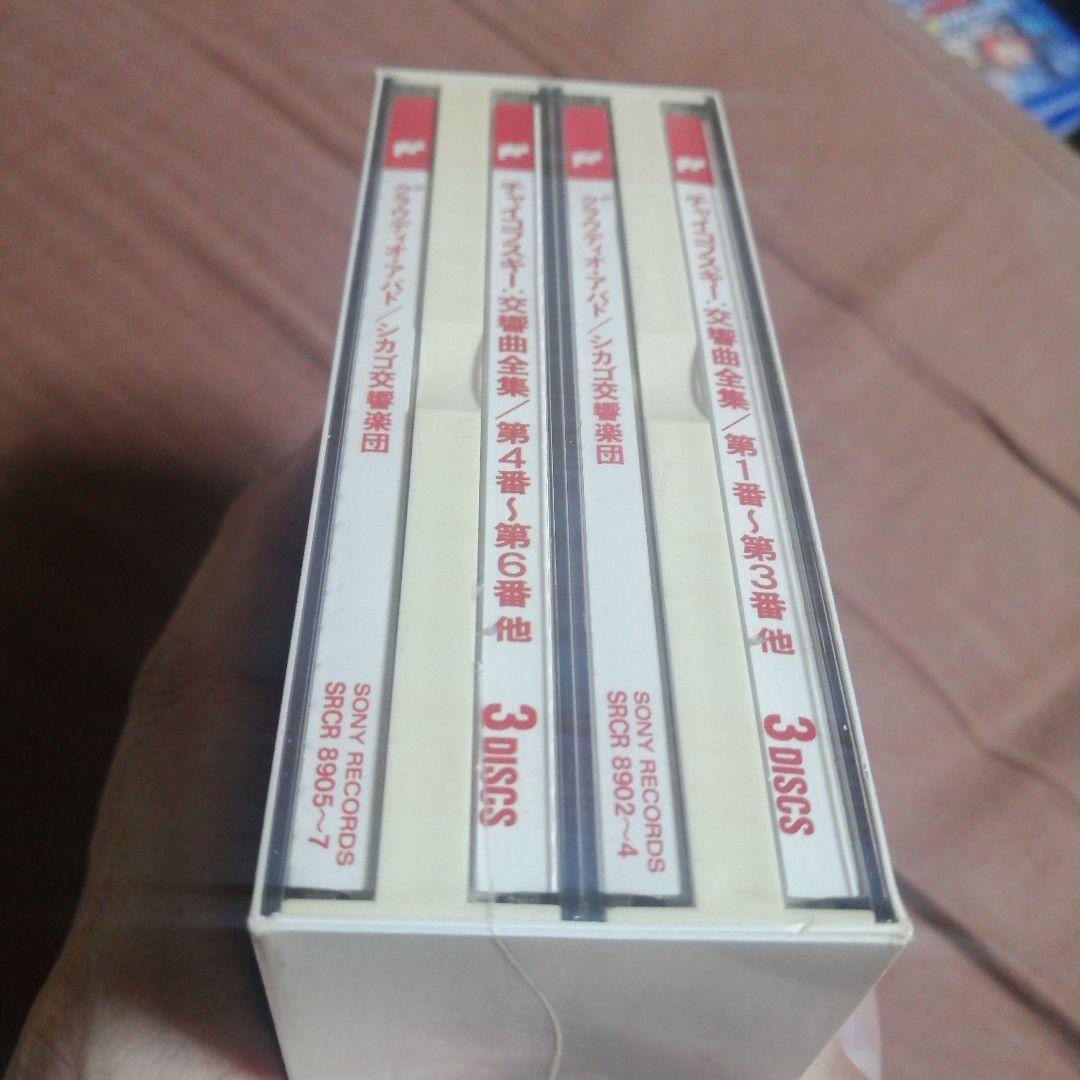 クラウディオ・アバド/シカゴ交響楽団
SONY RECORDS
SRCR 8905〜7
チャイコフスキー:交響曲全集/第4番〜第6番 他
3 DISCS
クラウディオ・アバド/シカゴ交響楽団
SONY RECORDS
SRCR 8902〜4
チャイコフスキー:交響曲全集/第1番〜第3番 他
3 DISCS